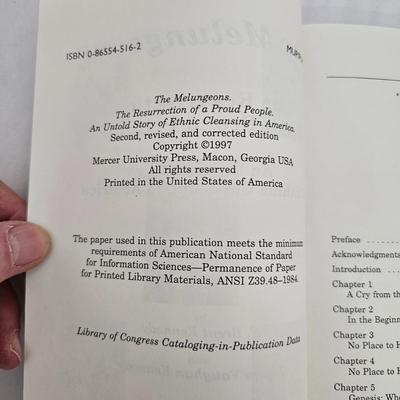 ISBN 0-86554-516-2
The Melungeons.
The Resurrection of a Proud People.
An Untold Story of Ethnic Cleansing in America.
Second, revised, and corrected edition
Copyright ©1997
Mercer University Press, Macon, Georgia USA
All rights reserved
Printed in the United States of America
The paper used in this publication meets the minimum
requirements of American National Standard
for Information Sciences—Permanence of Paper
for Printed Library Materials, ANSI Z39.48–1984.
Library of Congress Cataloging-in-Publication Data
Preface
Acknowledgments
Introduction
Chapter 1
A Cry from
Chapter 2
In the Beginn
Chapter 3
No Place to H
Chapter 4
No Place to H
Chapter 5
Genesis: Whe